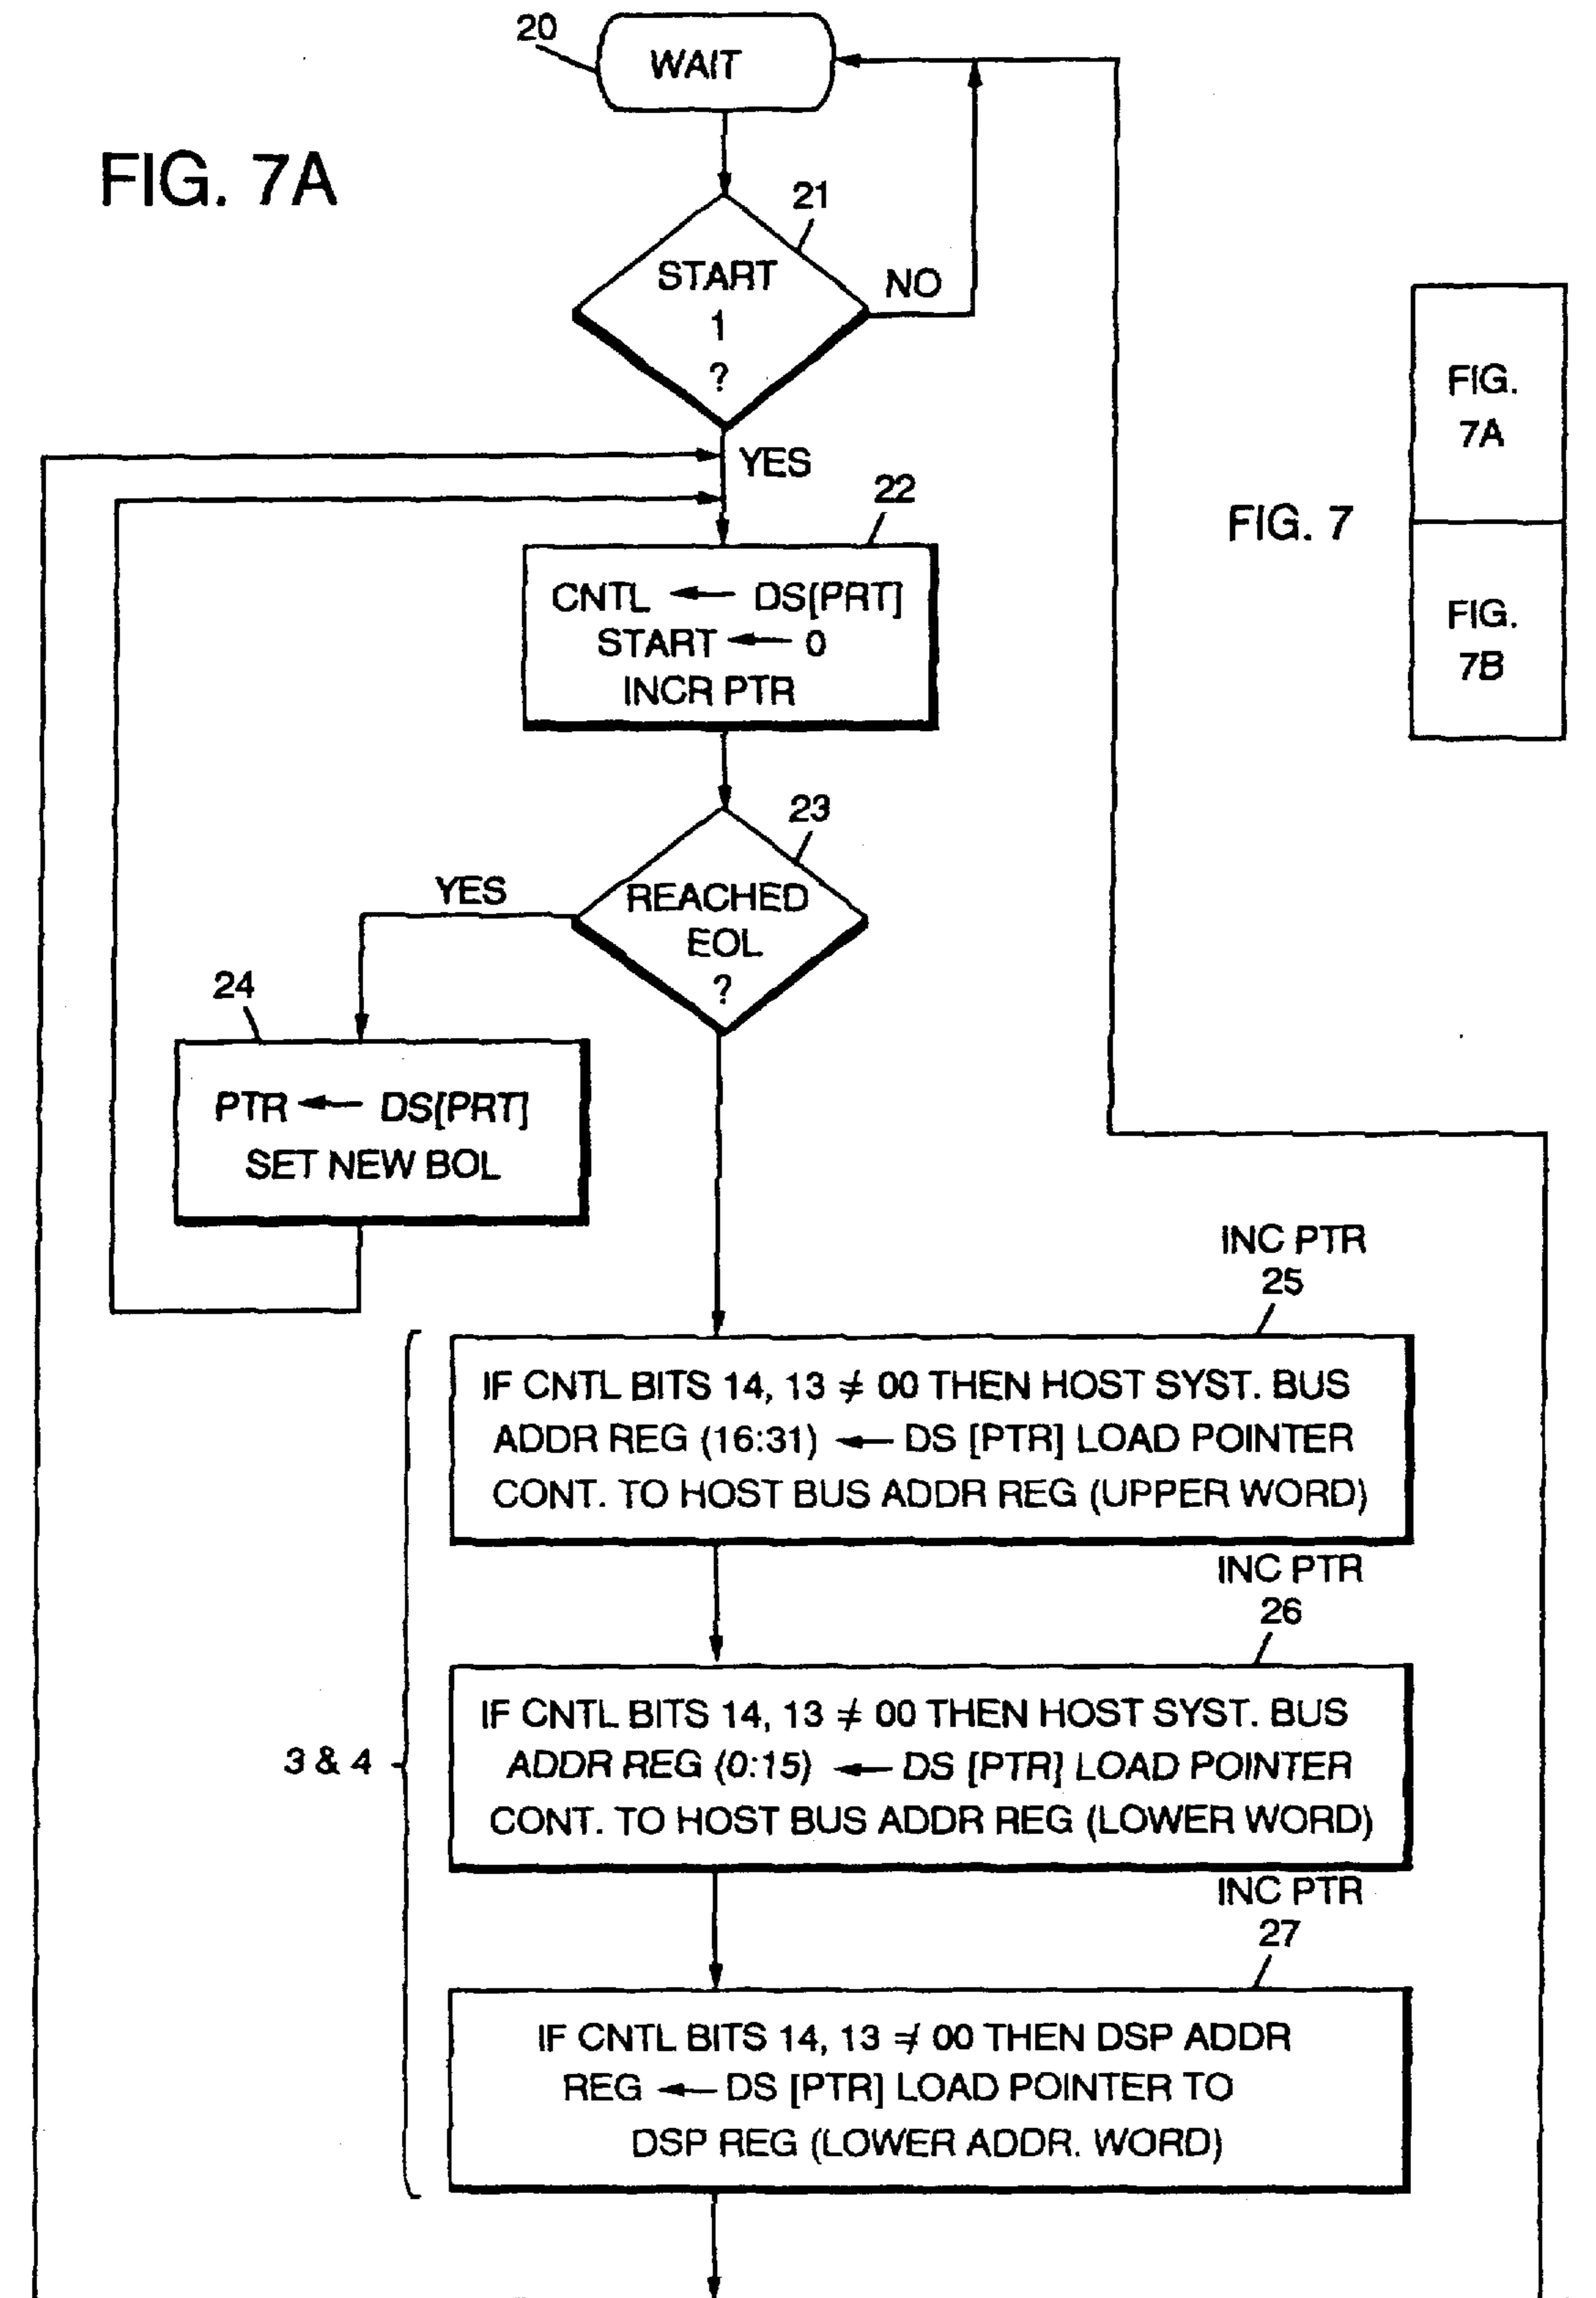 20
WAIT
FIG. 7A
21
START
1
?
NO
YES
22
CNTL ← DS[PRT]
START ← 0
INCR PTR
FIG. 7
FIG.
7A
FIG.
7B
23
REACHED
EOL
?
YES
24
PTR ← DS[PRT]
SET NEW BOL
INC PTR
25
IF CNTL BITS 14, 13 ≠ 00 THEN HOST SYST. BUS
ADDR REG (16:31) ← DS [PTR] LOAD POINTER
CONT. TO HOST BUS ADDR REG (UPPER WORD)
INC PTR
26
IF CNTL BITS 14, 13 ≠ 00 THEN HOST SYST. BUS
ADDR REG (0:15) ← DS [PTR] LOAD POINTER
CONT. TO HOST BUS ADDR REG (LOWER WORD)
3 & 4
INC PTR
27
IF CNTL BITS 14, 13 ≠ 00 THEN DSP ADDR
REG ← DS [PTR] LOAD POINTER TO
DSP REG (LOWER ADDR. WORD)